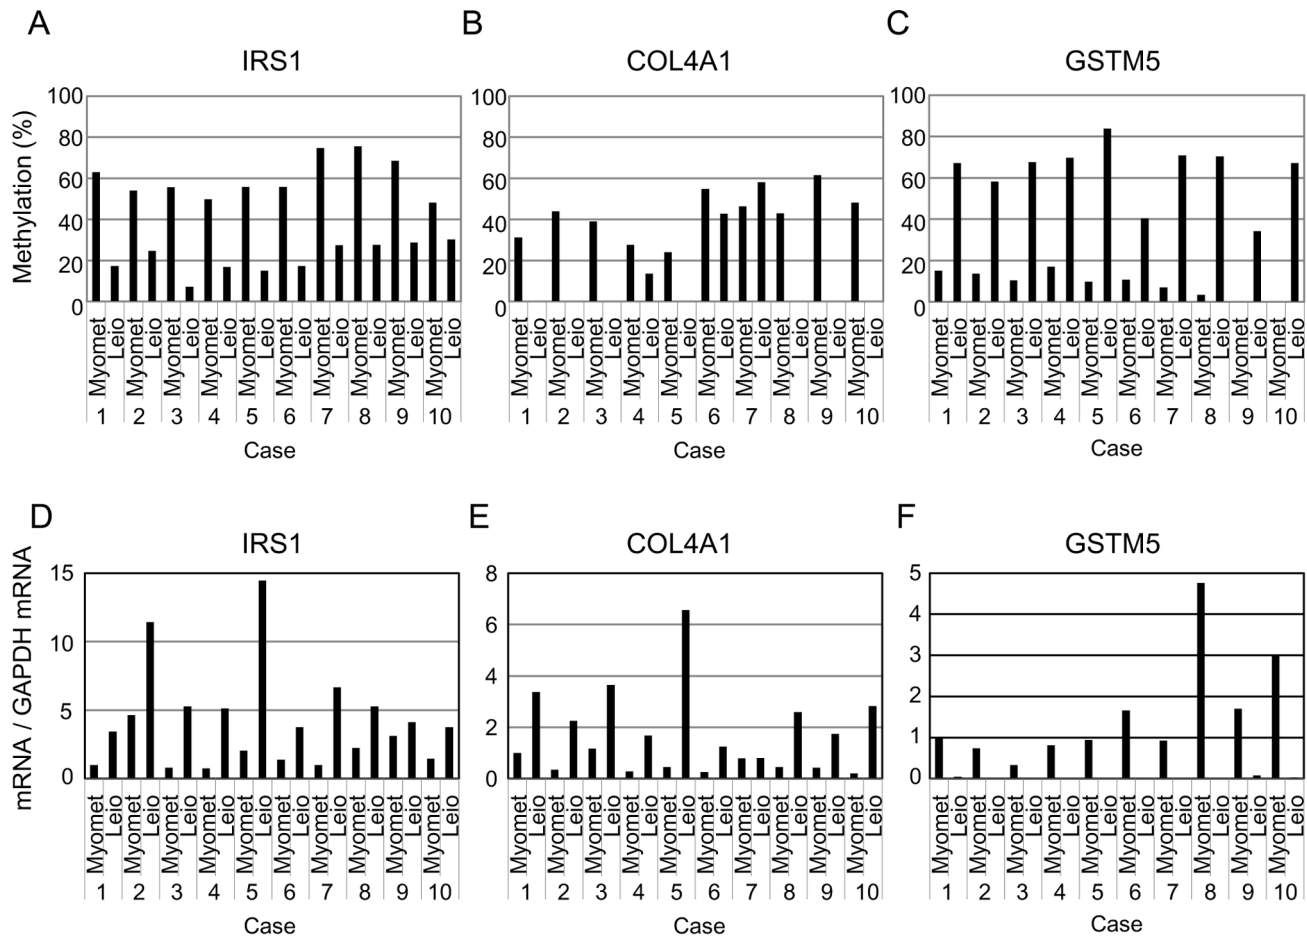 A
B
C
IRS1
COL4A1
GSTM5
Methylation (%)
100
80
60
40
20
0
Myomet Leio Myomet Leio Myomet Leio Myomet Leio Myomet Leio Myomet Leio Myomet Leio Myomet Leio Myomet Leio Myomet Leio
1 2 3 4 5 6 7 8 9 10
Case
100
80
60
40
20
0
Myomet Leio Myomet Leio Myomet Leio Myomet Leio Myomet Leio Myomet Leio Myomet Leio Myomet Leio Myomet Leio Myomet Leio
1 2 3 4 5 6 7 8 9 10
Case
100
80
60
40
20
0
Myomet Leio Myomet Leio Myomet Leio Myomet Leio Myomet Leio Myomet Leio Myomet Leio Myomet Leio Myomet Leio Myomet Leio
1 2 3 4 5 6 7 8 9 10
Case
D
E
F
IRS1
COL4A1
GSTM5
mRNA / GAPDH mRNA
15
10
5
0
Myomet Leio Myomet Leio Myomet Leio Myomet Leio Myomet Leio Myomet Leio Myomet Leio Myomet Leio Myomet Leio Myomet Leio
1 2 3 4 5 6 7 8 9 10
Case
8
6
4
2
0
Myomet Leio Myomet Leio Myomet Leio Myomet Leio Myomet Leio Myomet Leio Myomet Leio Myomet Leio Myomet Leio Myomet Leio
1 2 3 4 5 6 7 8 9 10
Case
5
4
3
2
1
0
Myomet Leio Myomet Leio Myomet Leio Myomet Leio Myomet Leio Myomet Leio Myomet Leio Myomet Leio Myomet Leio Myomet Leio
1 2 3 4 5 6 7 8 9 10
Case